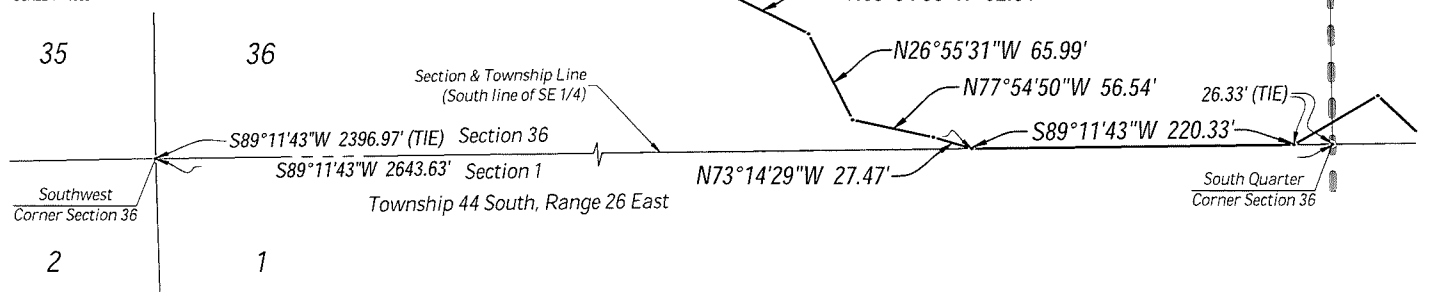 35
36
N26°55'31"W 65.99'
Section & Township Line
(South line of SE 1/4)
N77°54'50"W 56.54'
26.33' (TIE)
S89°11'43"W 2396.97' (TIE) Section 36
S89°11'43"W 220.33'
S89°11'43"W 2643.63' Section 1
N73°14'29"W 27.47'
Southwest
Corner Section 36
South Quarter
Corner Section 36
Township 44 South, Range 26 East
2
1